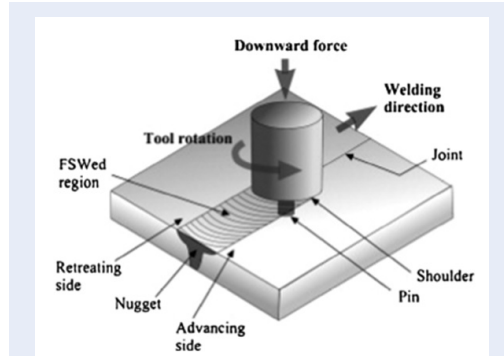 Downward force
Welding
direction
Tool rotation
Joint
FSWed
region
Retreating
side
Shoulder
Nugget
Pin
Advancing
side